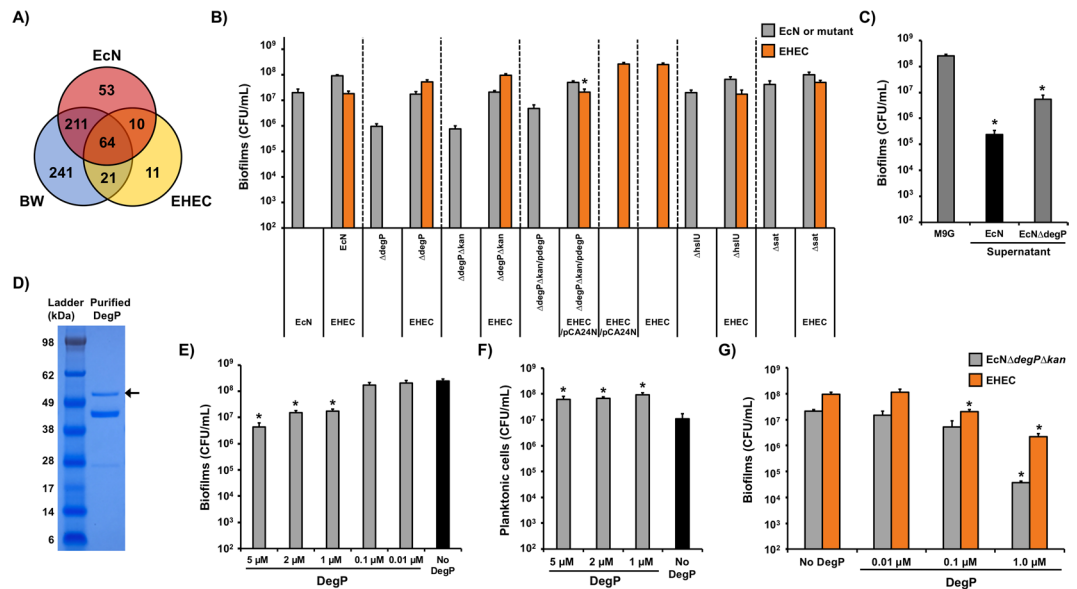 A)
EcN
53
211
10
64
241
21
11
BW
EHEC
B)
EcN or mutant
EHEC
Biofilms (CFU/mL)
10⁹
10⁸
10⁷
10⁶
10⁵
10⁴
10³
10²
*
EcN
ΔdegP
ΔdegP
ΔdegPΔkan
ΔdegPΔkan
ΔdegPΔkan/pdegP
ΔdegPΔkan/pdegP
ΔhslU
ΔhslU
Δsat
Δsat
EcN
EHEC
EHEC
EHEC
EHEC /pCA24N
EHEC /pCA24N
EHEC
EHEC
EHEC
C)
Biofilms (CFU/mL)
10⁹
10⁸
10⁷
10⁶
10⁵
10⁴
10³
10²
*
*
M9G
EcN
EcNΔdegP
Supernatant
D)
Ladder
(kDa)
Purified
DegP
98
62
49
38
28
17
14
6
E)
Biofilms (CFU/mL)
10⁹
10⁸
10⁷
10⁶
10⁵
10⁴
10³
10²
*
*
*
5 µM
2 µM
1 µM
0.1 µM
0.01 µM
No
DegP
DegP
F)
Planktonic cells (CFU/mL)
10⁹
10⁸
10⁷
10⁶
10⁵
10⁴
10³
10²
*
*
*
5 µM
2 µM
1 µM
No
DegP
DegP
G)
EcNΔdegPΔkan
EHEC
Biofilms (CFU/mL)
10⁹
10⁸
10⁷
10⁶
10⁵
10⁴
10³
10²
*
*
*
No DegP
0.01 µM
0.1 µM
1.0 µM
DegP